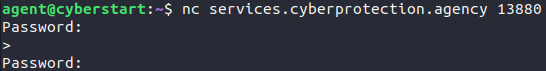 agent@cyberstart:~$ nc services.cyberprotection.agency 13880
Password:
>
Password: